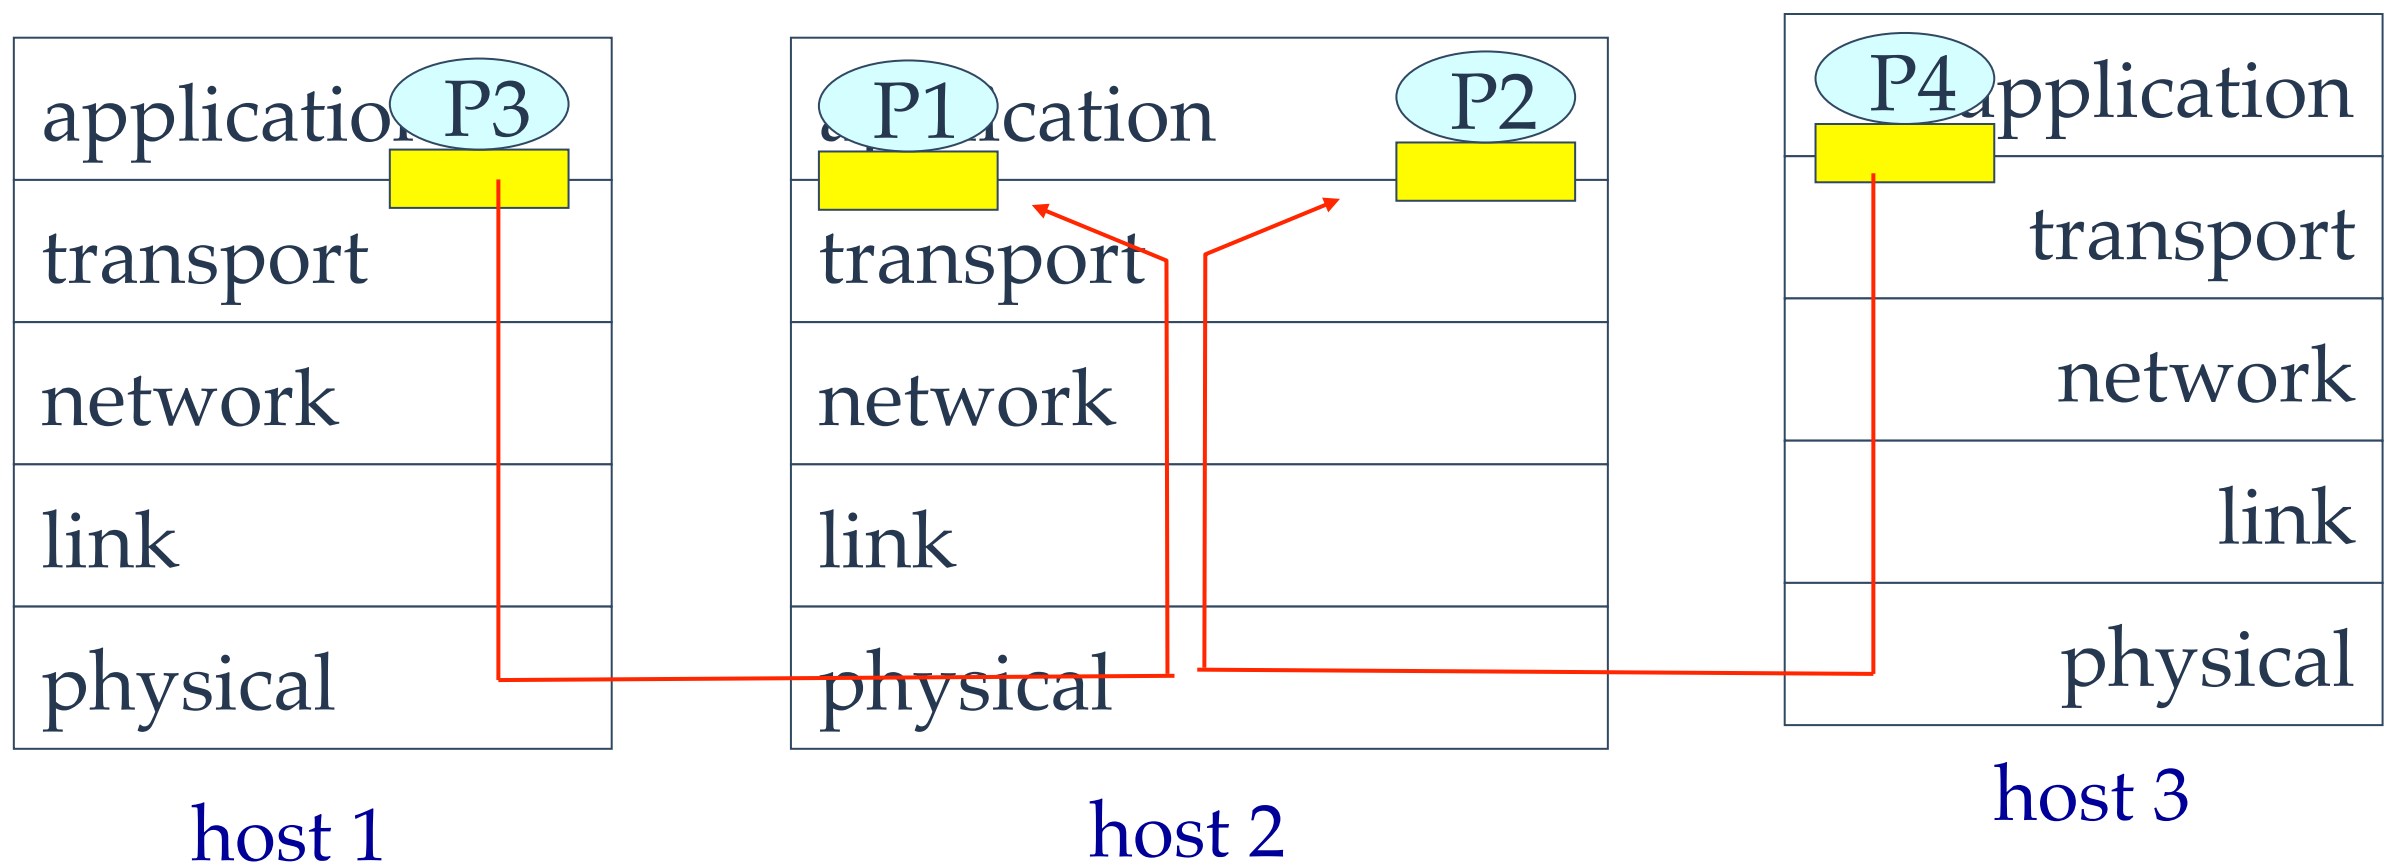 application P3
transport
network
link
physical
host 1
P1 application P2
transport
network
link
physical
host 2
P4 application
transport
network
link
physical
host 3